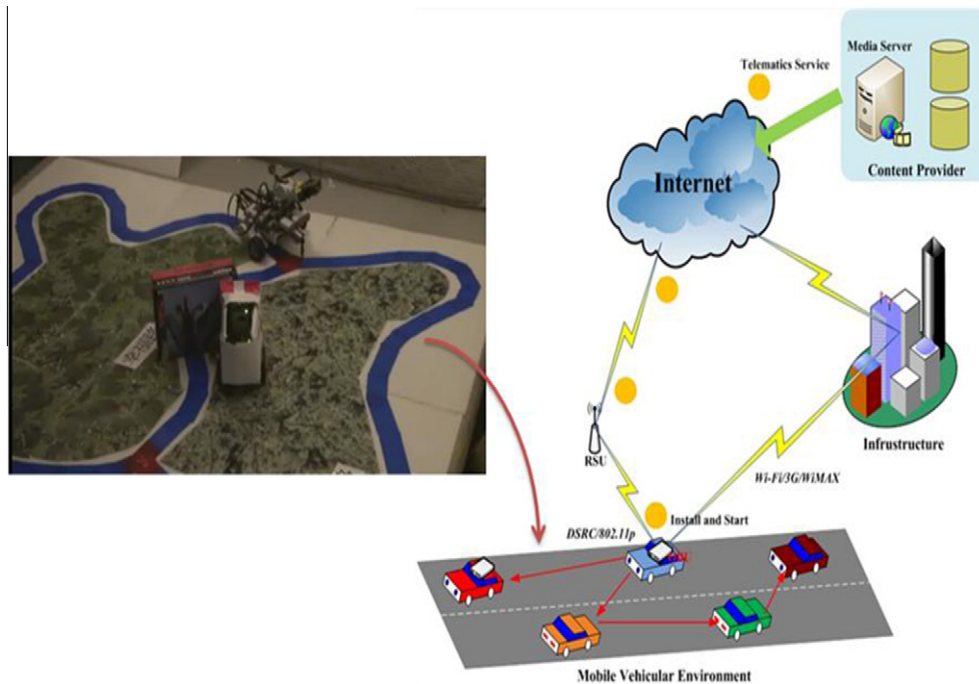 Media Server
Telematics Service
Content Provider
Internet
Infrustructure
RSU
Wi-Fi/3G/WiMAX
Install and Start
DSRC/802.11p
Mobile Vehicular Environment